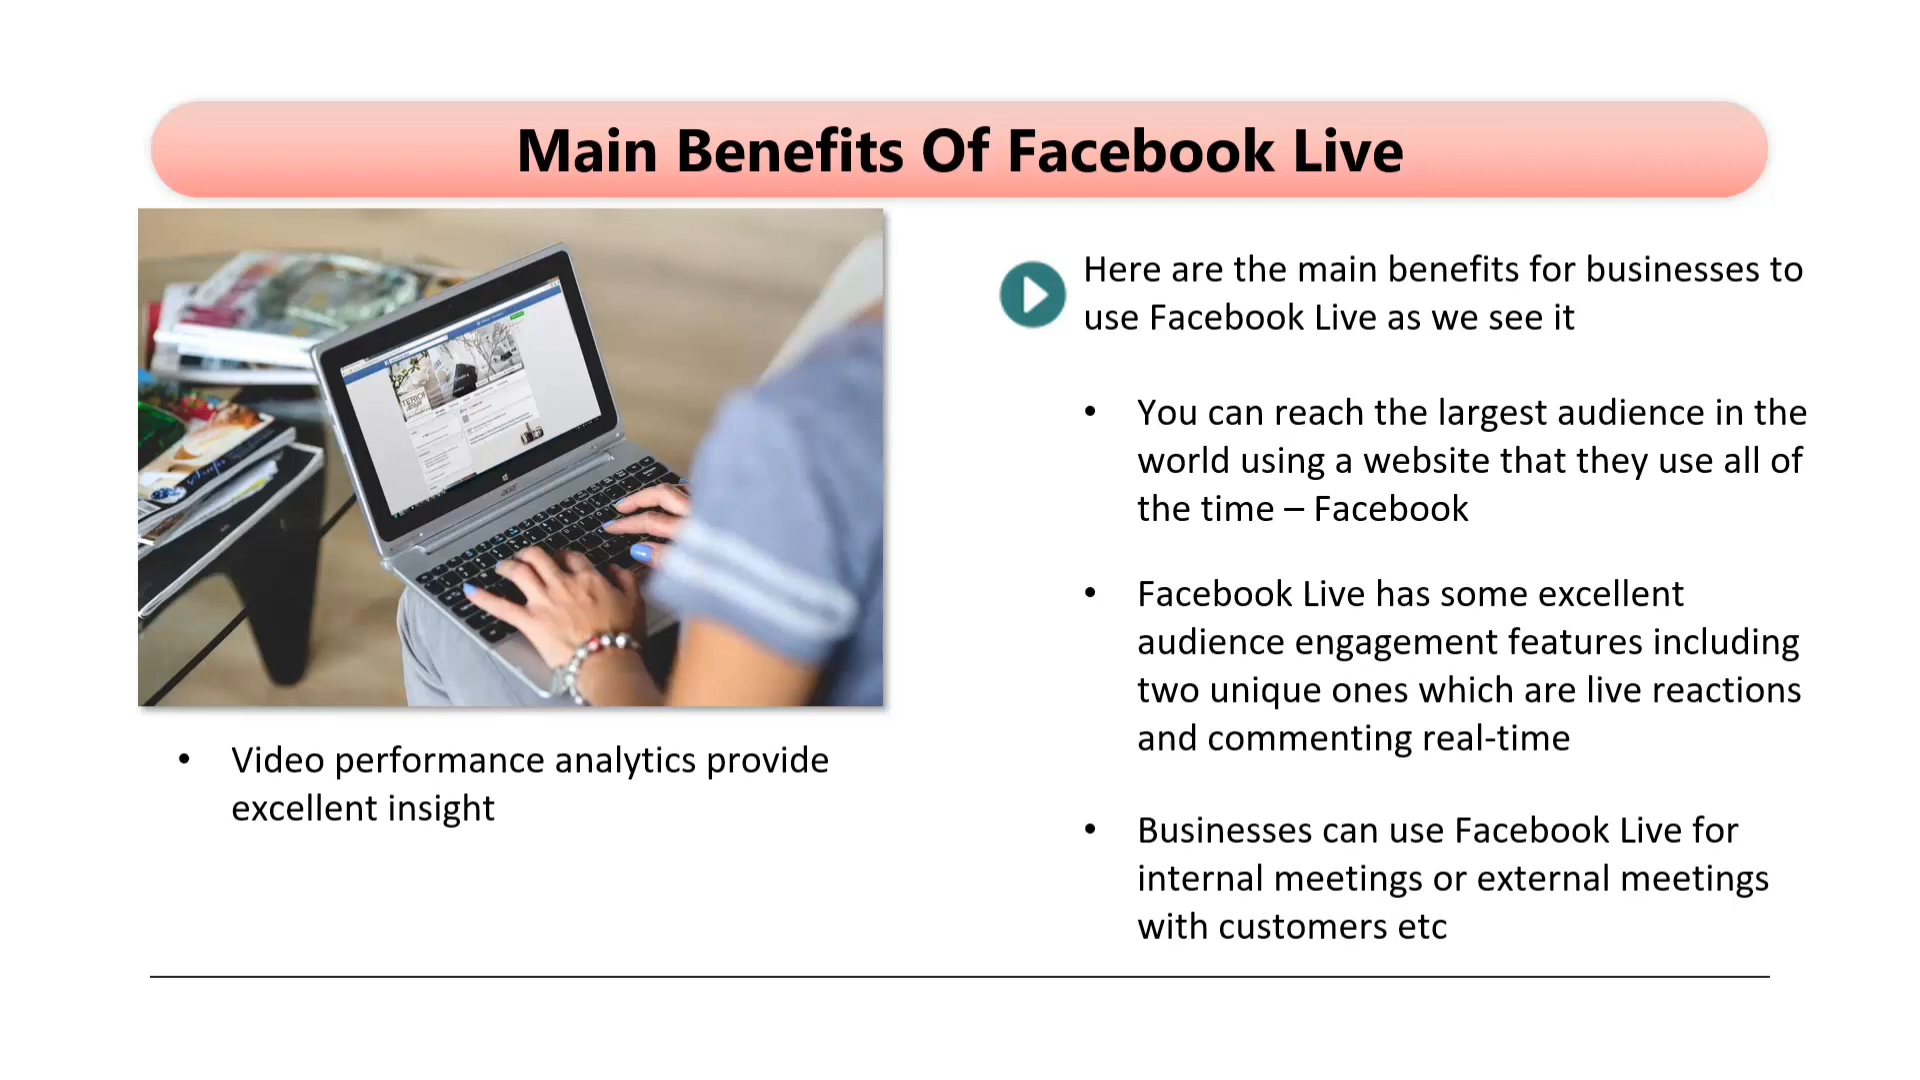 Main Benefits Of Facebook Live
Here are the main benefits for businesses to
use Facebook Live as we see it
• You can reach the largest audience in the
world using a website that they use all of
the time – Facebook
• Facebook Live has some excellent
audience engagement features including
two unique ones which are live reactions
and commenting real-time
• Businesses can use Facebook Live for
internal meetings or external meetings
with customers etc
• Video performance analytics provide
excellent insight
acer